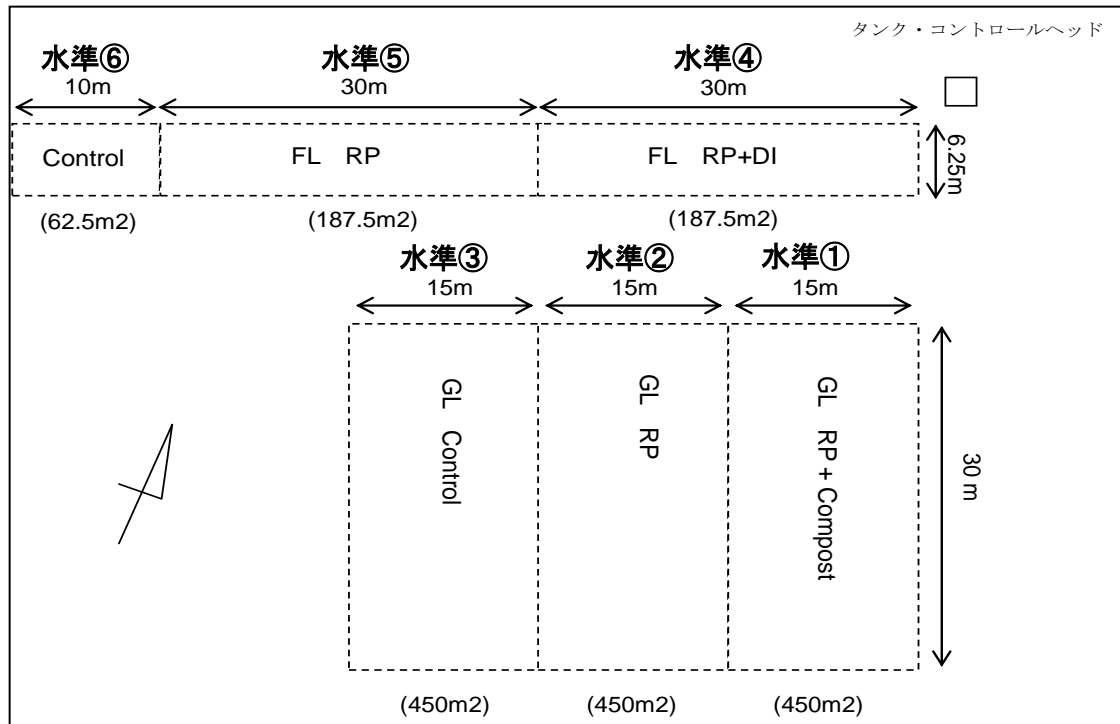 タンク・コントロールヘッド
水準⑥
水準⑤
水準④
10m
30m
30m
Control
FL RP
FL RP+DI
6.25m
(62.5m2)
(187.5m2)
(187.5m2)
水準③
水準②
水準①
15m
15m
15m
GL Control
GL RP
GL RP+Compost
30 m
(450m2)
(450m2)
(450m2)